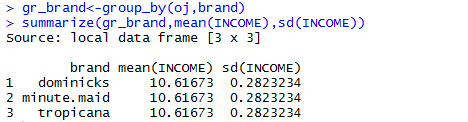 > gr_brand<-group_by(oj,brand)
> summarize(gr_brand,mean(INCOME),sd(INCOME))
Source: local data frame [3 x 3]
brand mean(INCOME) sd(INCOME)
1 dominicks 10.61673 0.2823234
2 minute.maid 10.61673 0.2823234
3 tropicana 10.61673 0.2823234